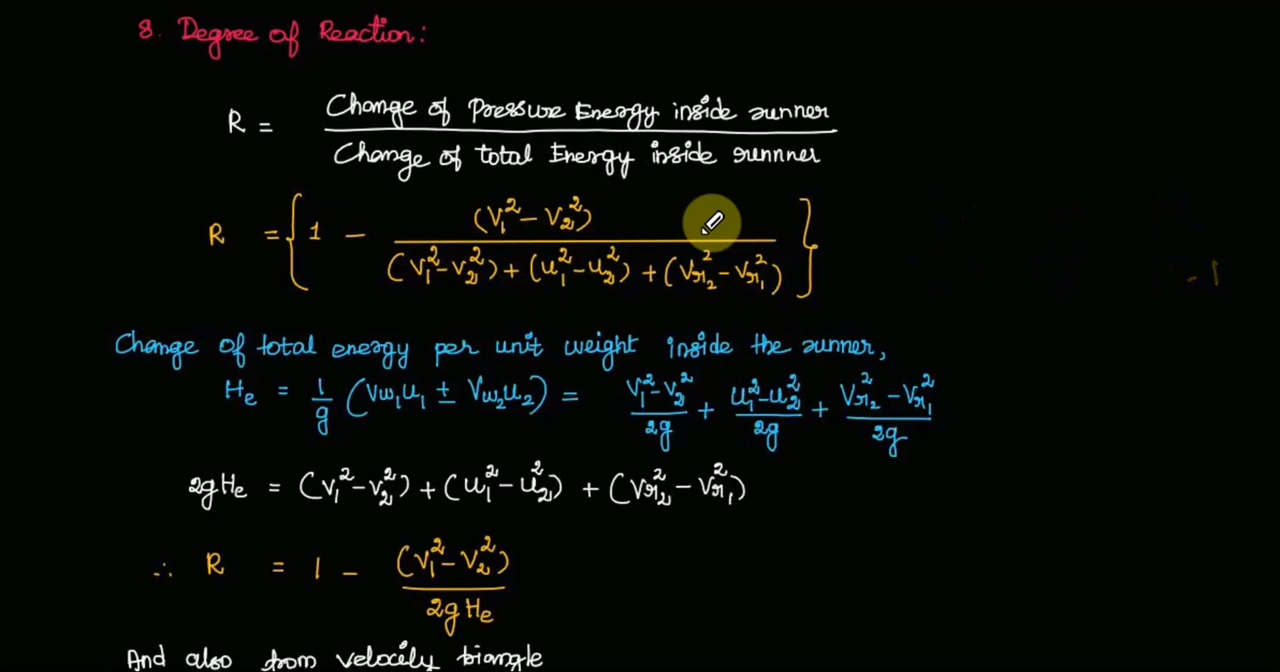 8. Degree of Reaction:
R = Change of Pressure Energy inside runner / Change of total Energy inside runnner
R = { 1 - (V₁² - V₂²) / (V₁² - V₂²) + (u₁² - u₂²) + (Vr₂² - Vr₁²) }
- 1
Change of total energy per unit weight inside the runner,
He = 1/g (Vw₁u₁ ± Vw₂u₂) = V₁² - V₂² / 2g + u₁² - u₂² / 2g + Vr₂² - Vr₁² / 2g
2gHe = (V₁² - V₂²) + (u₁² - u₂²) + (Vr₂² - Vr₁²)
∴ R = 1 - (V₁² - V₂²) / 2gHe
And also from velocity triangle